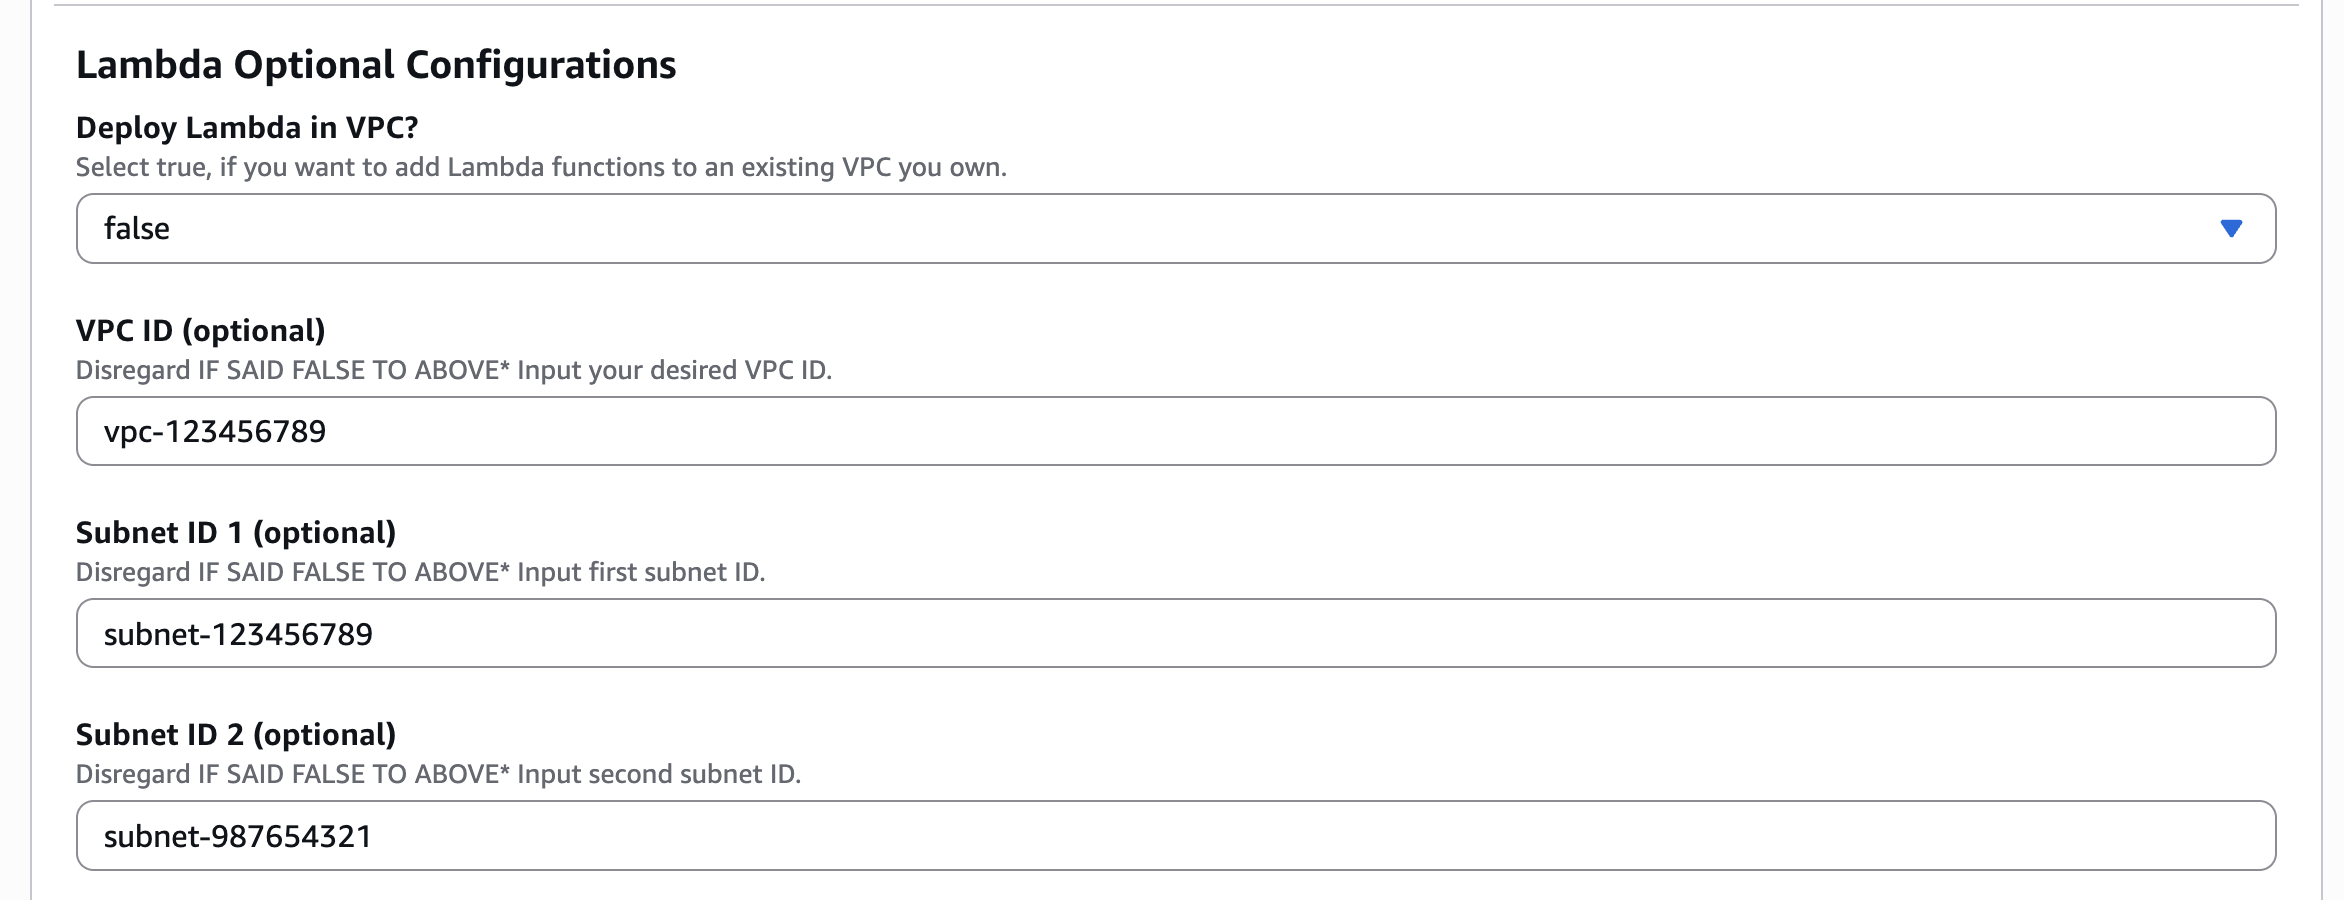 Lambda Optional Configurations
Deploy Lambda in VPC?
Select true, if you want to add Lambda functions to an existing VPC you own.
false
VPC ID (optional)
Disregard IF SAID FALSE TO ABOVE* Input your desired VPC ID.
vpc-123456789
Subnet ID 1 (optional)
Disregard IF SAID FALSE TO ABOVE* Input first subnet ID.
subnet-123456789
Subnet ID 2 (optional)
Disregard IF SAID FALSE TO ABOVE* Input second subnet ID.
subnet-987654321